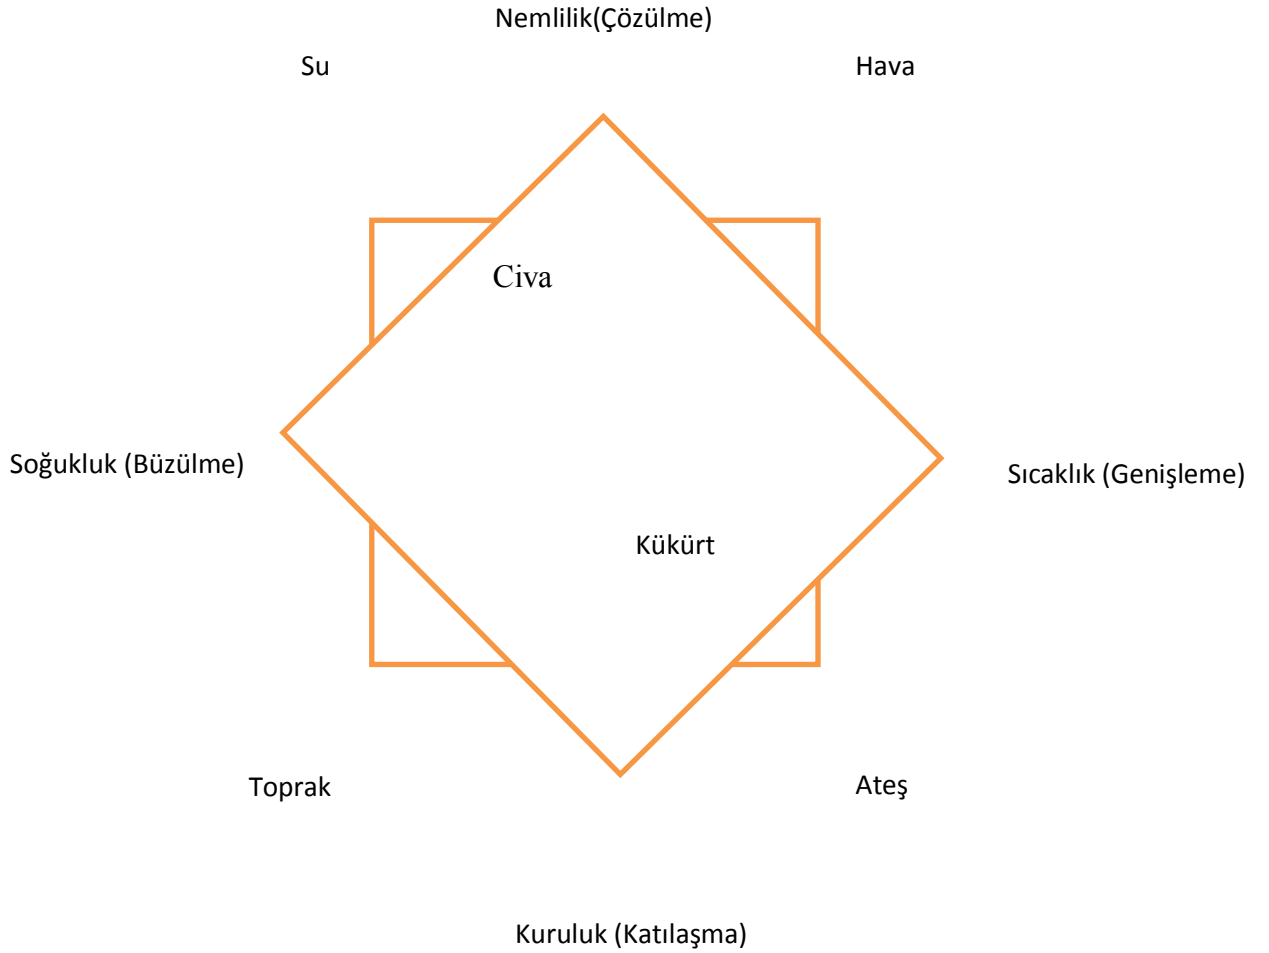 Nemlilik(Çözülme)
Su
Hava
Civa
Soğukluk (Büzülme)
Sıcaklık (Genişleme)
Kükürt
Toprak
Ateş
Kuruluk (Katılaşma)